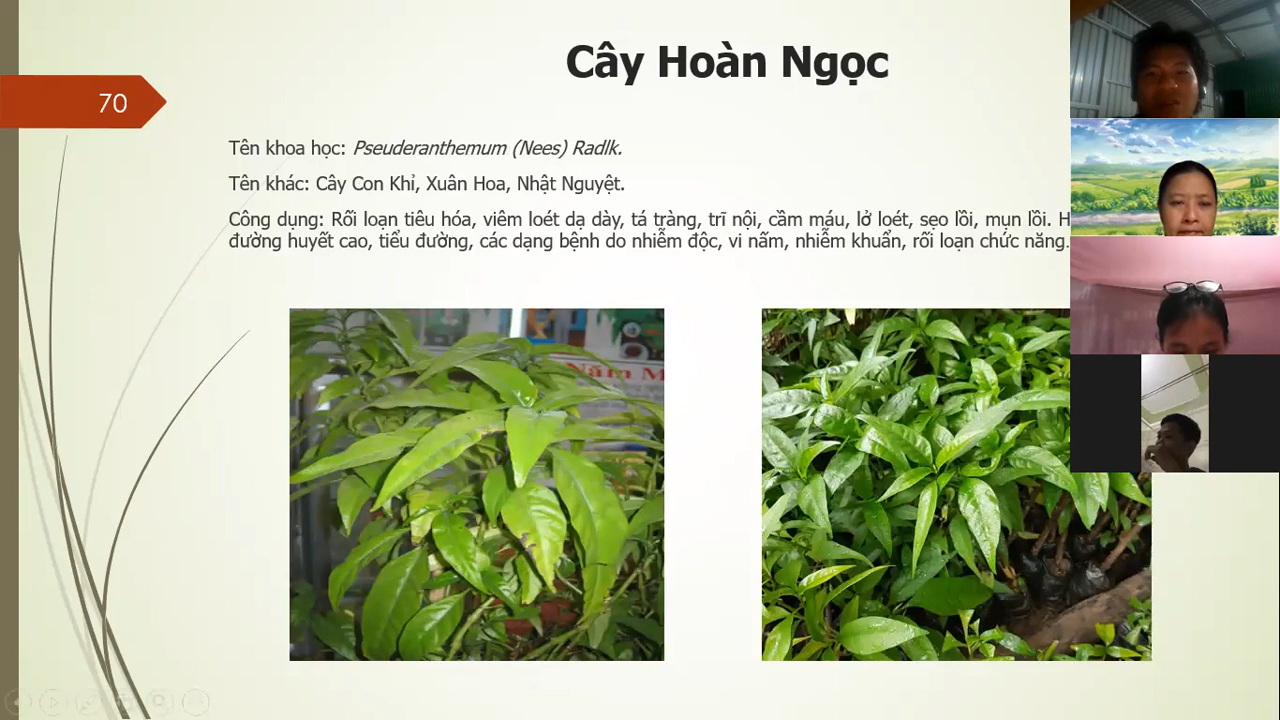 Cây Hoàn Ngọc
70
Tên khoa học: Pseuderanthemum (Nees) Radlk.
Tên khác: Cây Con Khỉ, Xuân Hoa, Nhật Nguyệt.
Công dụng: Rối loạn tiêu hóa, viêm loét dạ dày, tá tràng, trĩ nội, cầm máu, lở loét, sẹo lồi, mụn lồi. H
đường huyết cao, tiểu đường, các dạng bệnh do nhiễm độc, vi nấm, nhiễm khuẩn, rối loạn chức năng.
Năm M